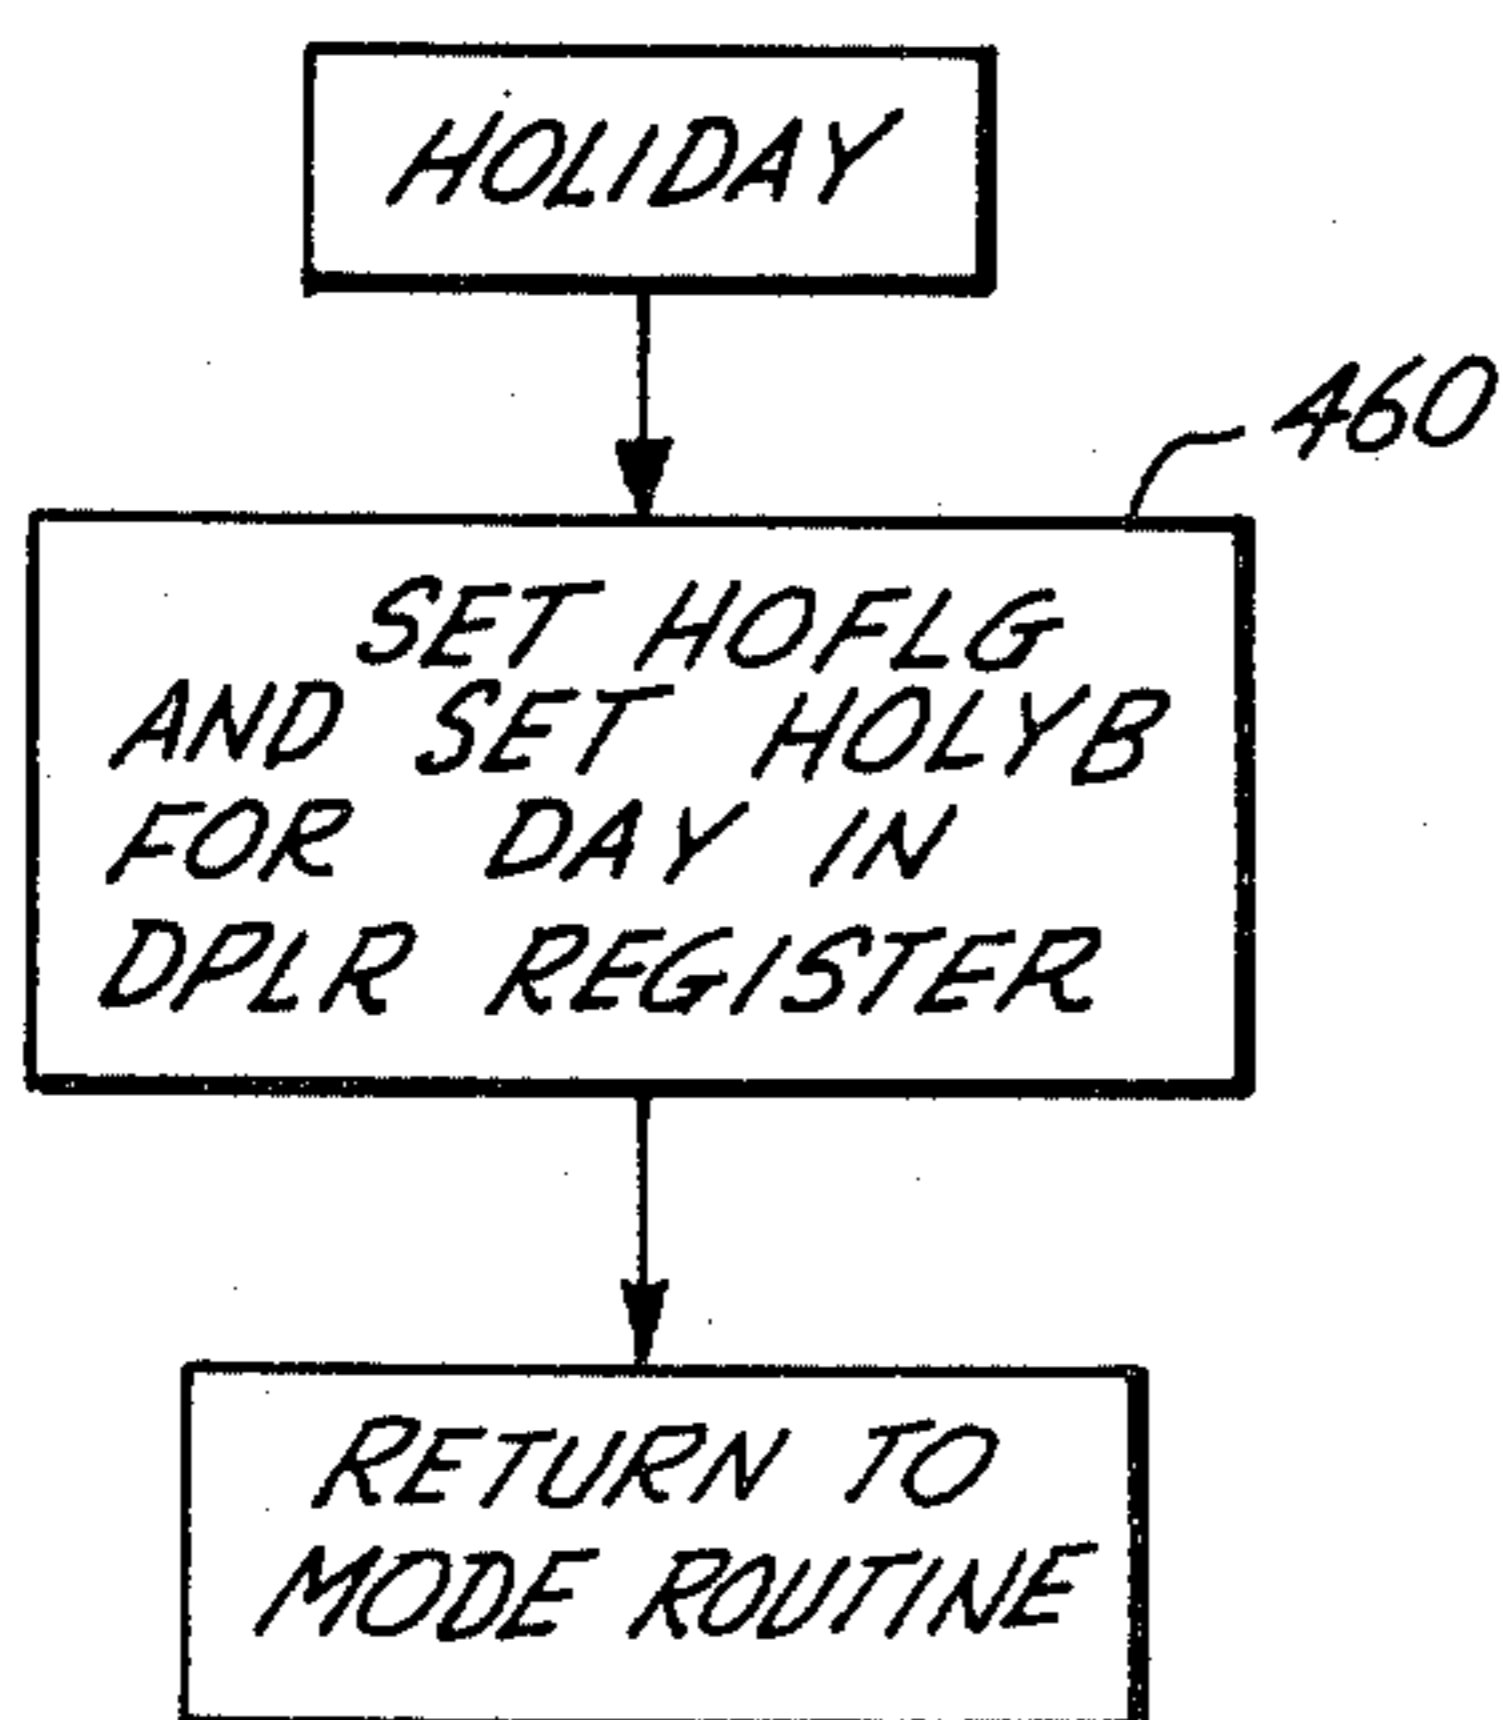 HOLIDAY
460
SET HOFLG
AND SET HOLYB
FOR DAY IN
DPLR REGISTER
RETURN TO
MODE ROUTINE